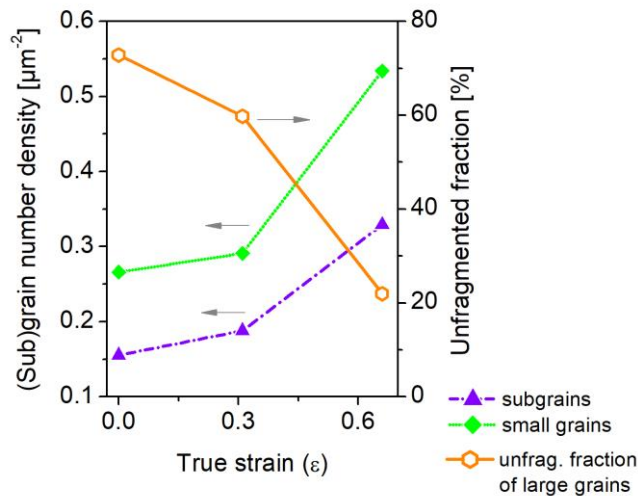 (Sub)grain number density [µm⁻²]
0.6
0.5
0.4
0.3
0.2
0.1
80
60
40
20
0
Unfragmented fraction [%]
0.0
0.3
0.6
True strain (ε)
subgrains
small grains
unfrag. fraction
of large grains